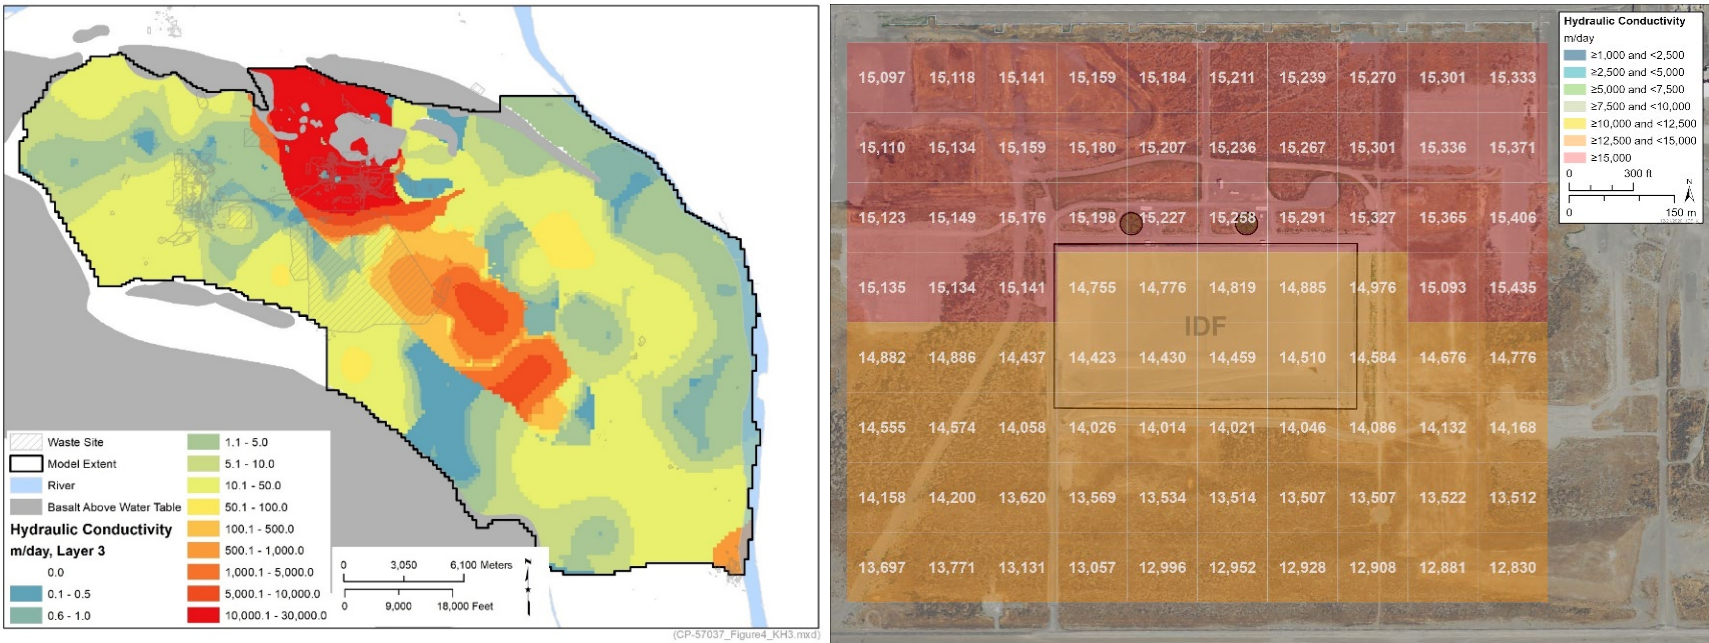 Waste Site
Model Extent
River
Basalt Above Water Table
Hydraulic Conductivity
m/day, Layer 3
0.0
0.1 - 0.5
0.6 - 1.0
1.1 - 5.0
5.1 - 10.0
10.1 - 50.0
50.1 - 100.0
100.1 - 500.0
500.1 - 1,000.0
1,000.1 - 5,000.0
5,000.1 - 10,000.0
10,000.1 - 30,000.0
0 3,050 6,100 Meters
0 9,000 18,000 Feet
N
(CP-57037_Figure4_KH3.mxd)
15,097 15,118 15,141 15,159 15,184 15,211 15,239 15,270 15,301 15,333
15,110 15,134 15,159 15,180 15,207 15,236 15,267 15,301 15,336 15,371
15,123 15,149 15,176 15,198 15,227 15,258 15,291 15,327 15,365 15,406
15,135 15,134 15,141 14,755 14,776 14,819 14,885 14,976 15,093 15,435
IDF
14,882 14,886 14,437 14,423 14,430 14,459 14,510 14,584 14,676 14,776
14,555 14,574 14,058 14,026 14,014 14,021 14,046 14,086 14,132 14,168
14,158 14,200 13,620 13,569 13,534 13,514 13,507 13,507 13,522 13,512
13,697 13,771 13,131 13,057 12,996 12,952 12,928 12,908 12,881 12,830
Hydraulic Conductivity
m/day
≥1,000 and <2,500
≥2,500 and <5,000
≥5,000 and <7,500
≥7,500 and <10,000
≥10,000 and <12,500
≥12,500 and <15,000
≥15,000
0 300 ft
N
0 150 m